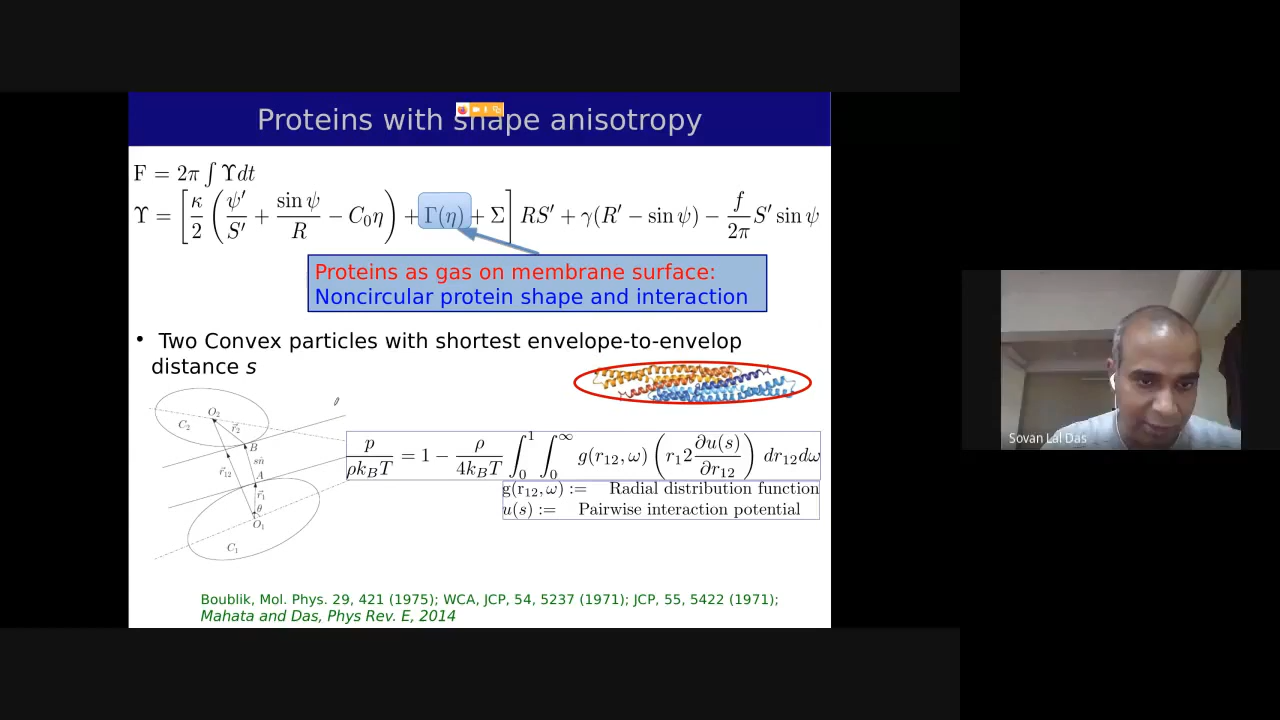 Proteins with shape anisotropy
F = 2π ∫ ϒdt
ϒ = [κ/2 (ψ′/S′ + sin ψ/R − C₀η) + Γ(η) + Σ] RS′ + γ(R′ − sin ψ) − f/2π S′ sin ψ
Proteins as gas on membrane surface:
Noncircular protein shape and interaction
• Two Convex particles with shortest envelope-to-envelop
distance s
ℓ
O₂
C₂
r⃗₂
B
sn̂
r⃗₁₂
A
r⃗₁
θ
O₁
C₁
p/ρk_BT = 1 − ρ/4k_BT ∫₀¹ ∫₀^∞ g(r₁₂, ω) (r₁2 ∂u(s)/∂r₁₂) dr₁₂dω
g(r₁₂, ω) := Radial distribution function
u(s) := Pairwise interaction potential
Boublik, Mol. Phys. 29, 421 (1975); WCA, JCP, 54, 5237 (1971); JCP, 55, 5422 (1971);
Mahata and Das, Phys Rev. E, 2014
Sovan Lal Das